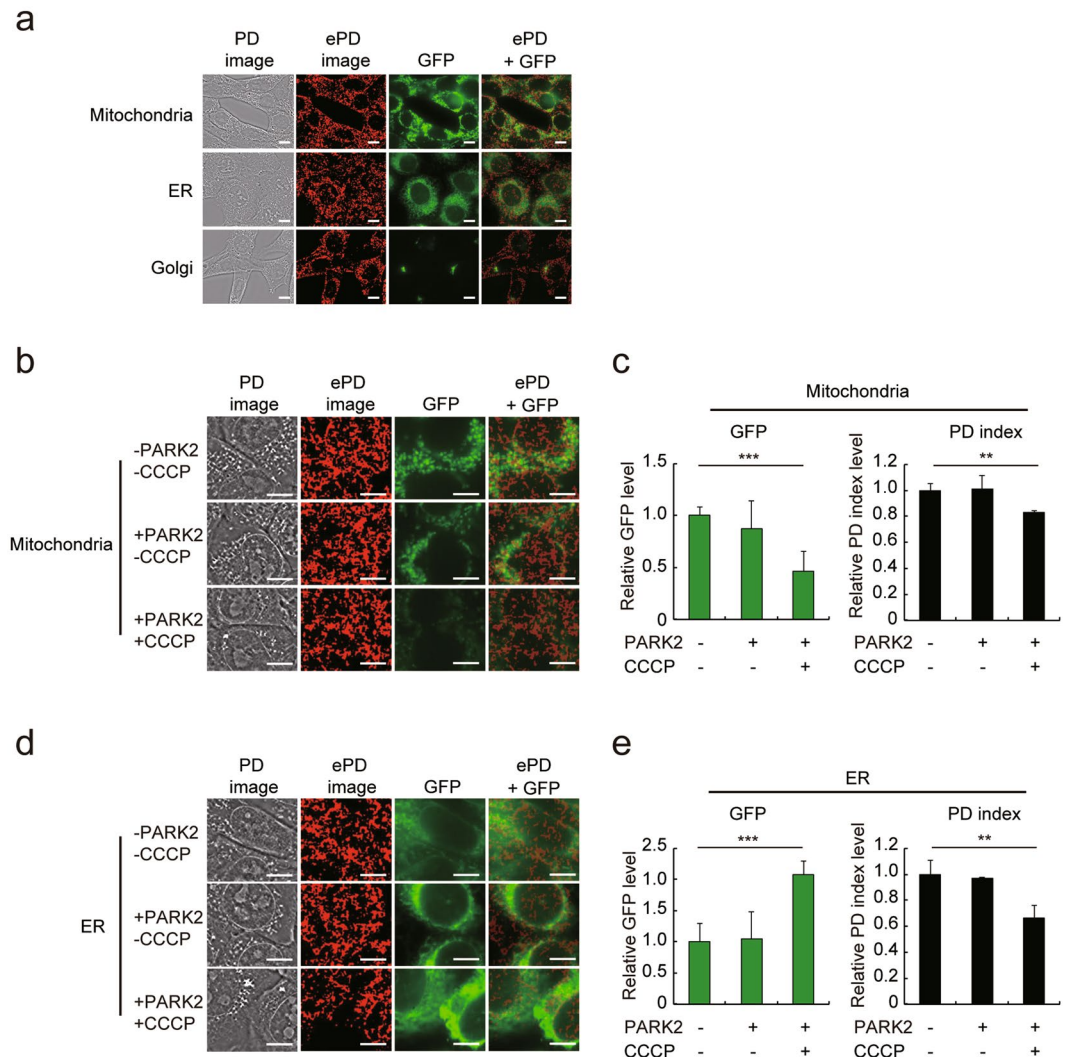 a
PD image
ePD image
GFP
ePD + GFP
Mitochondria
ER
Golgi
b
PD image
ePD image
GFP
ePD + GFP
Mitochondria
-PARK2
-CCCP
+PARK2
-CCCP
+PARK2
+CCCP
c
Mitochondria
GFP
***
Relative GFP level
1.5
1.0
0.5
0
PARK2 - + +
CCCP - - +
PD index
**
Relative PD index level
1.2
1.0
0.8
0.6
0.4
0.2
0
PARK2 - + +
CCCP - - +
d
PD image
ePD image
GFP
ePD + GFP
ER
-PARK2
-CCCP
+PARK2
-CCCP
+PARK2
+CCCP
e
ER
GFP
***
Relative GFP level
2.5
2.0
1.0
1.0
0.5
0
PARK2 - + +
CCCP - - +
PD index
**
Relative PD index level
1.2
1.0
0.8
0.6
0.4
0.2
0
PARK2 - + +
CCCP - - +